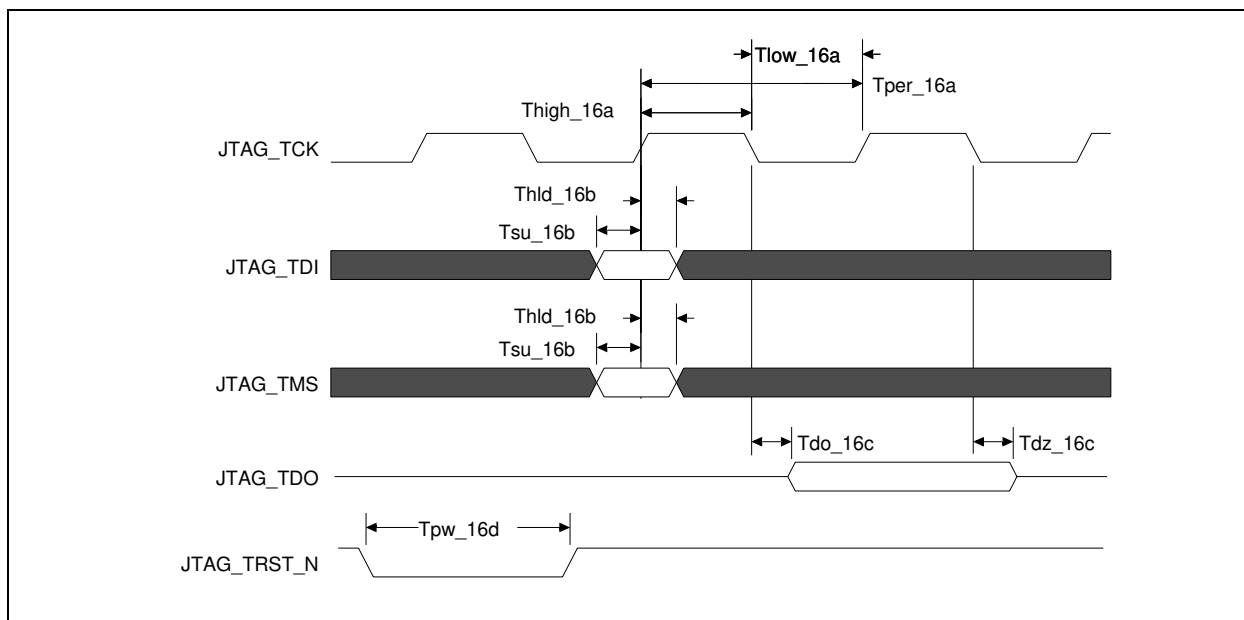 Tlow_16a
Tper_16a
Thigh_16a
JTAG_TCK
Thld_16b
Tsu_16b
JTAG_TDI
Thld_16b
Tsu_16b
JTAG_TMS
Tdo_16c
Tdz_16c
JTAG_TDO
Tpw_16d
JTAG_TRST_N